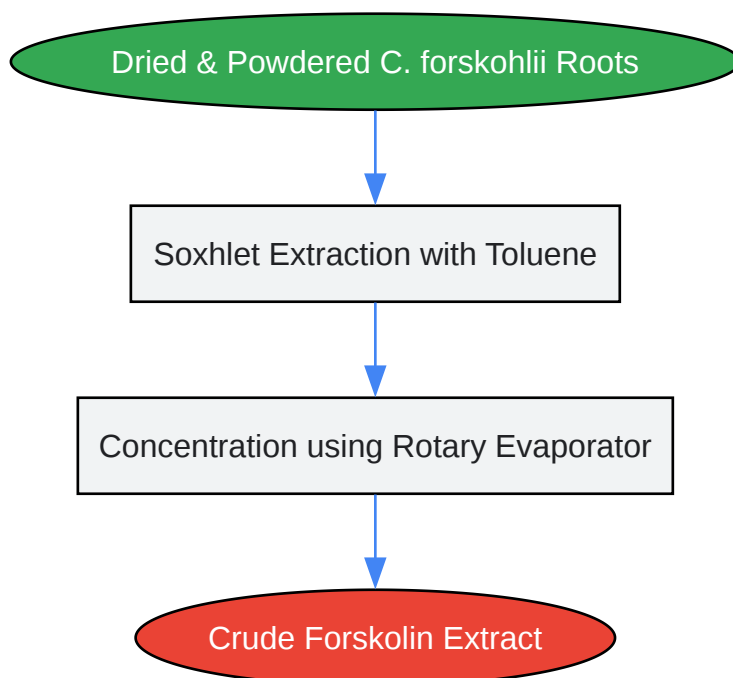 Dried & Powdered C. forskohlii Roots
Soxhlet Extraction with Toluene
Concentration using Rotary Evaporator
Crude Forskolin Extract